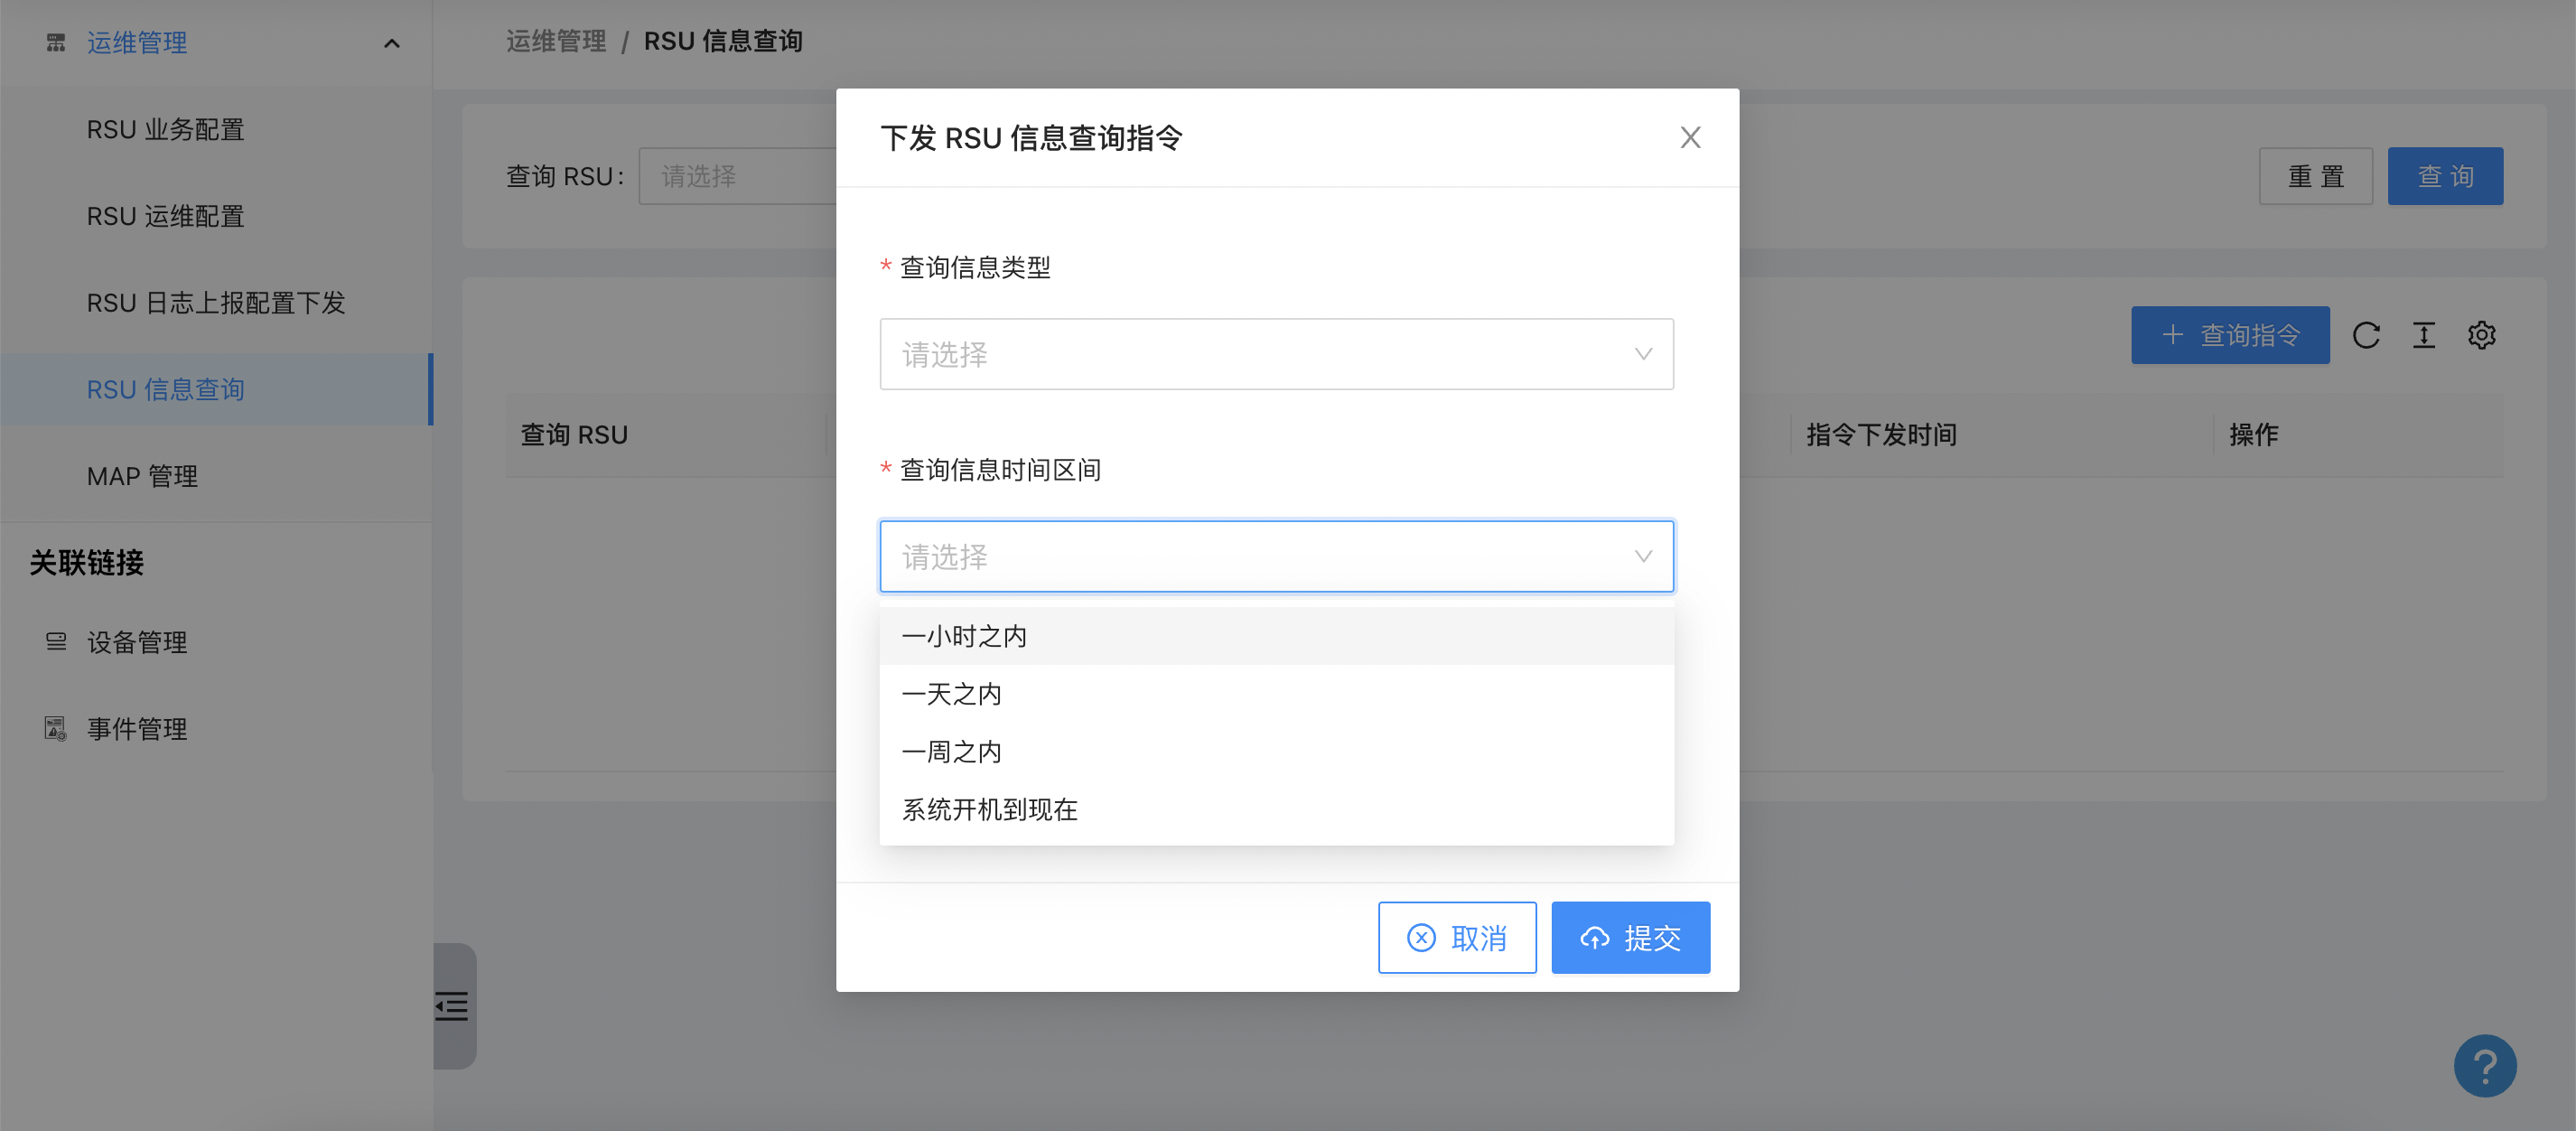 运维管理
RSU 业务配置
RSU 运维配置
RSU 日志上报配置下发
RSU 信息查询
MAP 管理
关联链接
设备管理
事件管理
运维管理 / RSU 信息查询
查询 RSU: 请选择
重 置 查 询
+ 查询指令
查询 RSU 指令下发时间 操作
下发 RSU 信息查询指令
* 查询信息类型
请选择
* 查询信息时间区间
请选择
一小时之内
一天之内
一周之内
系统开机到现在
取消 提交
?